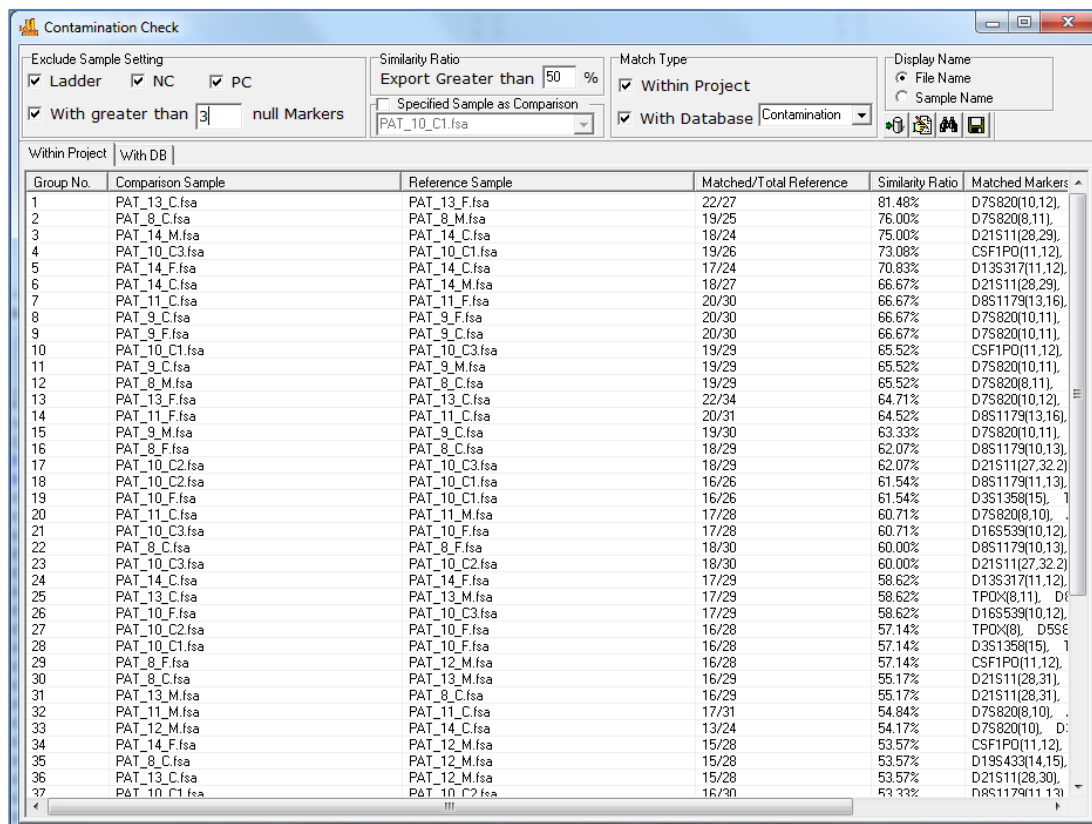 Contamination Check
Exclude Sample Setting
Ladder NC PC
With greater than 3 null Markers
Similarity Ratio
Export Greater than 50 %
Specified Sample as Comparison
PAT_10_C1.fsa
Match Type
Within Project
With Database Contamination
Display Name
File Name
Sample Name
Within Project With DB
Group No. Comparison Sample Reference Sample Matched/Total Reference Similarity Ratio Matched Markers
1 PAT_13_C.fsa PAT_13_F.fsa 22/27 81.48% D7S820(10,12),
2 PAT_8_C.fsa PAT_8_M.fsa 19/25 76.00% D7S820(8,11),
3 PAT_14_M.fsa PAT_14_C.fsa 18/24 75.00% D21S11(28,29),
4 PAT_10_C3.fsa PAT_10_C1.fsa 19/26 73.08% CSF1PO(11,12),
5 PAT_14_F.fsa PAT_14_C.fsa 17/24 70.83% D13S317(11,12),
6 PAT_14_C.fsa PAT_14_M.fsa 18/27 66.67% D21S11(28,29),
7 PAT_11_C.fsa PAT_11_F.fsa 20/30 66.67% D8S1179(13,16),
8 PAT_9_C.fsa PAT_9_F.fsa 20/30 66.67% D7S820(10,11),
9 PAT_9_F.fsa PAT_9_C.fsa 20/30 66.67% D7S820(10,11),
10 PAT_10_C1.fsa PAT_10_C3.fsa 19/29 65.52% CSF1PO(11,12),
11 PAT_9_C.fsa PAT_9_M.fsa 19/29 65.52% D7S820(10,11),
12 PAT_8_M.fsa PAT_8_C.fsa 19/29 65.52% D7S820(8,11),
13 PAT_13_F.fsa PAT_13_C.fsa 22/34 64.71% D7S820(10,12),
14 PAT_11_F.fsa PAT_11_C.fsa 20/31 64.52% D8S1179(13,16),
15 PAT_9_M.fsa PAT_9_C.fsa 19/30 63.33% D7S820(10,11),
16 PAT_8_F.fsa PAT_8_C.fsa 18/29 62.07% D8S1179(10,13),
17 PAT_10_C2.fsa PAT_10_C3.fsa 18/29 62.07% D21S11(27,32.2)
18 PAT_10_C2.fsa PAT_10_C1.fsa 16/26 61.54% D8S1179(11,13),
19 PAT_10_F.fsa PAT_10_C1.fsa 16/26 61.54% D3S1358(15),
20 PAT_11_C.fsa PAT_11_M.fsa 17/28 60.71% D7S820(8,10),
21 PAT_10_C3.fsa PAT_10_F.fsa 17/28 60.71% D16S539(10,12),
22 PAT_8_C.fsa PAT_8_F.fsa 18/30 60.00% D8S1179(10,13),
23 PAT_10_C3.fsa PAT_10_C2.fsa 18/30 60.00% D21S11(27,32.2)
24 PAT_14_C.fsa PAT_14_F.fsa 17/29 58.62% D13S317(11,12),
25 PAT_13_C.fsa PAT_13_M.fsa 17/29 58.62% TPOX(8,11), D8
26 PAT_10_F.fsa PAT_10_C3.fsa 17/29 58.62% D16S539(10,12),
27 PAT_10_C2.fsa PAT_10_F.fsa 16/28 57.14% TPOX(8), D5S8
28 PAT_10_C1.fsa PAT_10_F.fsa 16/28 57.14% D3S1358(15),
29 PAT_8_F.fsa PAT_12_M.fsa 16/28 57.14% CSF1PO(11,12),
30 PAT_8_C.fsa PAT_13_M.fsa 16/29 55.17% D21S11(28,31),
31 PAT_13_M.fsa PAT_8_C.fsa 16/29 55.17% D21S11(28,31),
32 PAT_11_M.fsa PAT_11_C.fsa 17/31 54.84% D7S820(8,10),
33 PAT_12_M.fsa PAT_14_C.fsa 13/24 54.17% D7S820(10), D
34 PAT_14_F.fsa PAT_12_M.fsa 15/28 53.57% CSF1PO(11,12),
35 PAT_8_C.fsa PAT_12_M.fsa 15/28 53.57% D19S433(14,15),
36 PAT_13_C.fsa PAT_12_M.fsa 15/28 53.57% D21S11(28,30),
37 PAT_10_C1.fsa PAT_10_C2.fsa 16/30 53.33% D8S1179(11,13)